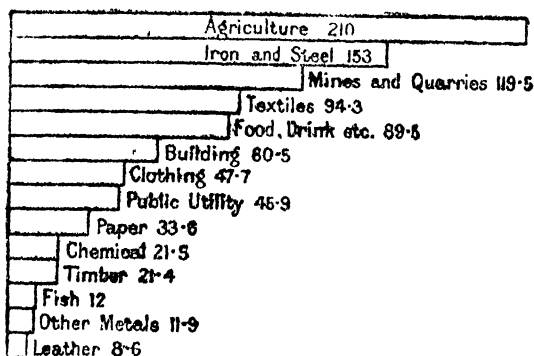 Agriculture 210
Iron and Steel 153
Mines and Quarries 119·5
Textiles 94·3
Food, Drink etc. 89·5
Building 60·5
Clothing 47·7
Public Utility 45·9
Paper 33·6
Chemical 21·5
Timber 21·4
Fish 12
Other Metals 11·9
Leather 8·6